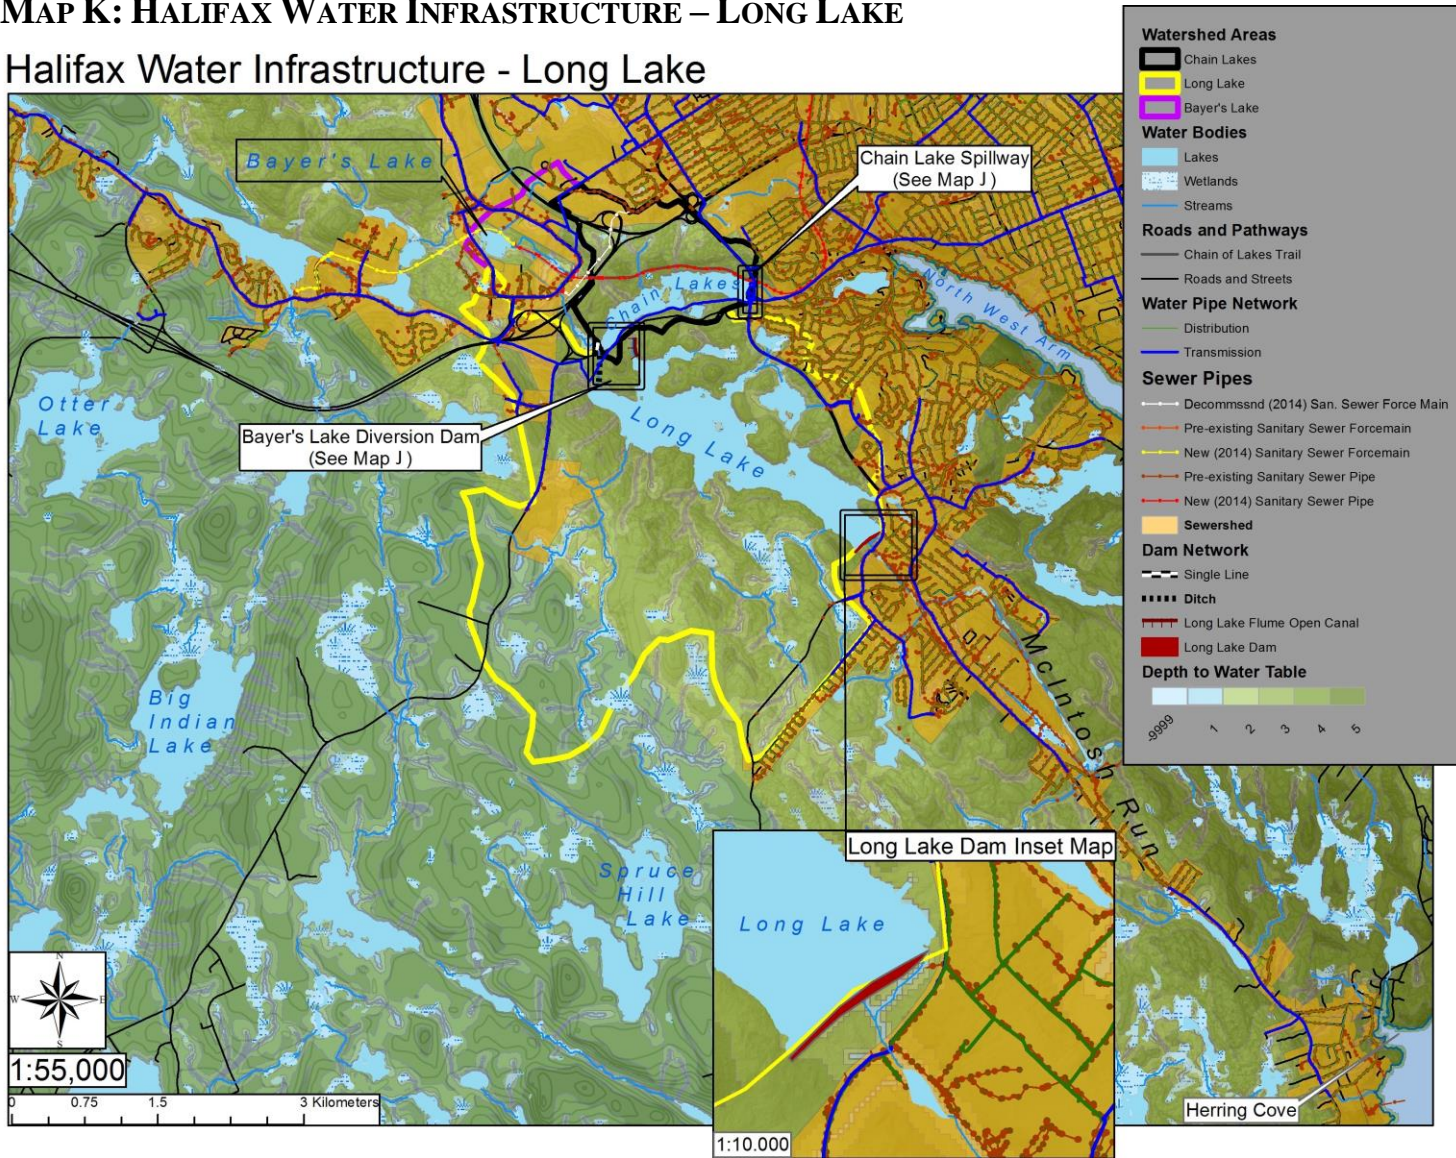 MAP K: HALIFAX WATER INFRASTRUCTURE – LONG LAKE
Halifax Water Infrastructure - Long Lake
Bayer's Lake
Chain Lake Spillway
(See Map J )
Chain Lakes
North West Arm
Otter
Lake
Long Lake
Bayer's Lake Diversion Dam
(See Map J )
Big
Indian
Lake
McIntosh Run
Spruce
Hill
Lake
Long Lake Dam Inset Map
Long Lake
1:10.000
Herring Cove
N
W
E
S
1:55,000
0 0.75 1.5 3 Kilometers
Watershed Areas
Chain Lakes
Long Lake
Bayer's Lake
Water Bodies
Lakes
Wetlands
Streams
Roads and Pathways
Chain of Lakes Trail
Roads and Streets
Water Pipe Network
Distribution
Transmission
Sewer Pipes
Decommssnd (2014) San. Sewer Force Main
Pre-existing Sanitary Sewer Forcemain
New (2014) Sanitary Sewer Forcemain
Pre-existing Sanitary Sewer Pipe
New (2014) Sanitary Sewer Pipe
Sewershed
Dam Network
Single Line
Ditch
Long Lake Flume Open Canal
Long Lake Dam
Depth to Water Table
-9999 1 2 3 4 5